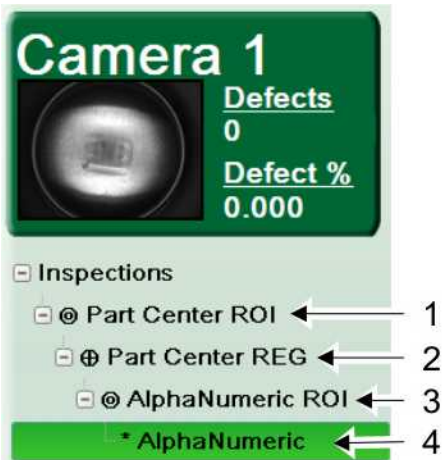 Camera 1
Defects
0
Defect %
0.000
Inspections
Part Center ROI 1
Part Center REG 2
AlphaNumeric ROI 3
* AlphaNumeric 4